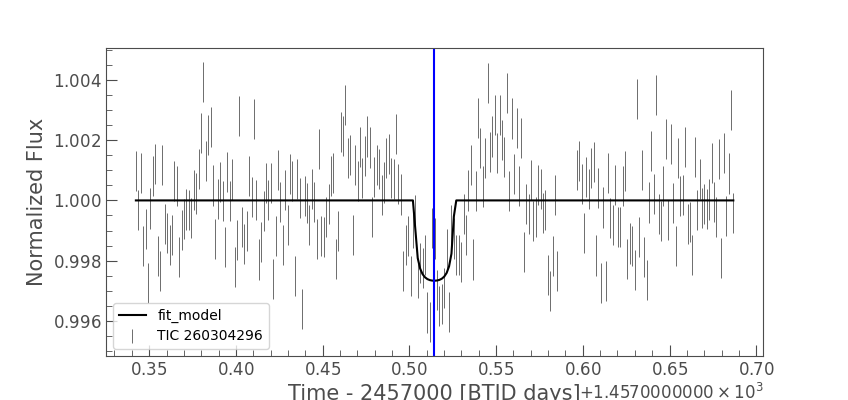 1.004
1.002
1.000
0.998
0.996
Normalized Flux
fit_model
TIC 260304296
0.35 0.40 0.45 0.50 0.55 0.60 0.65 0.70
Time - 2457000 [BTJD days]
+1.4570000000 × 10³